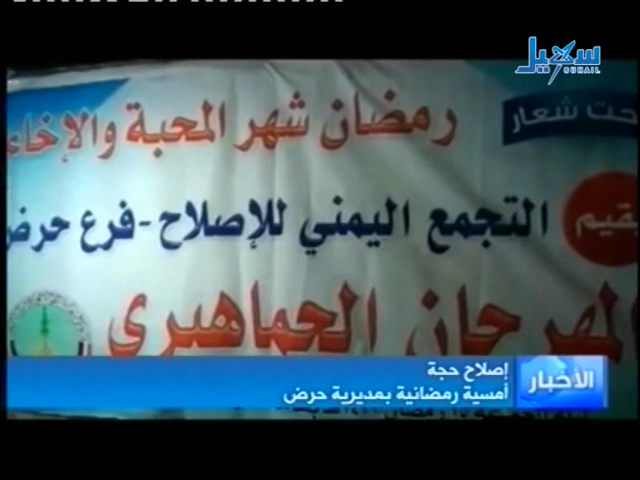 سهيل
SUHAIL
تحت شعار
رمضان شهر المحبة والإخاء
يقيم
التجمع اليمني للإصلاح - فرع حرض
المهرجان الجماهيري
الأخبار
إصلاح حجة
أمسية رمضانية بمديرية حرض